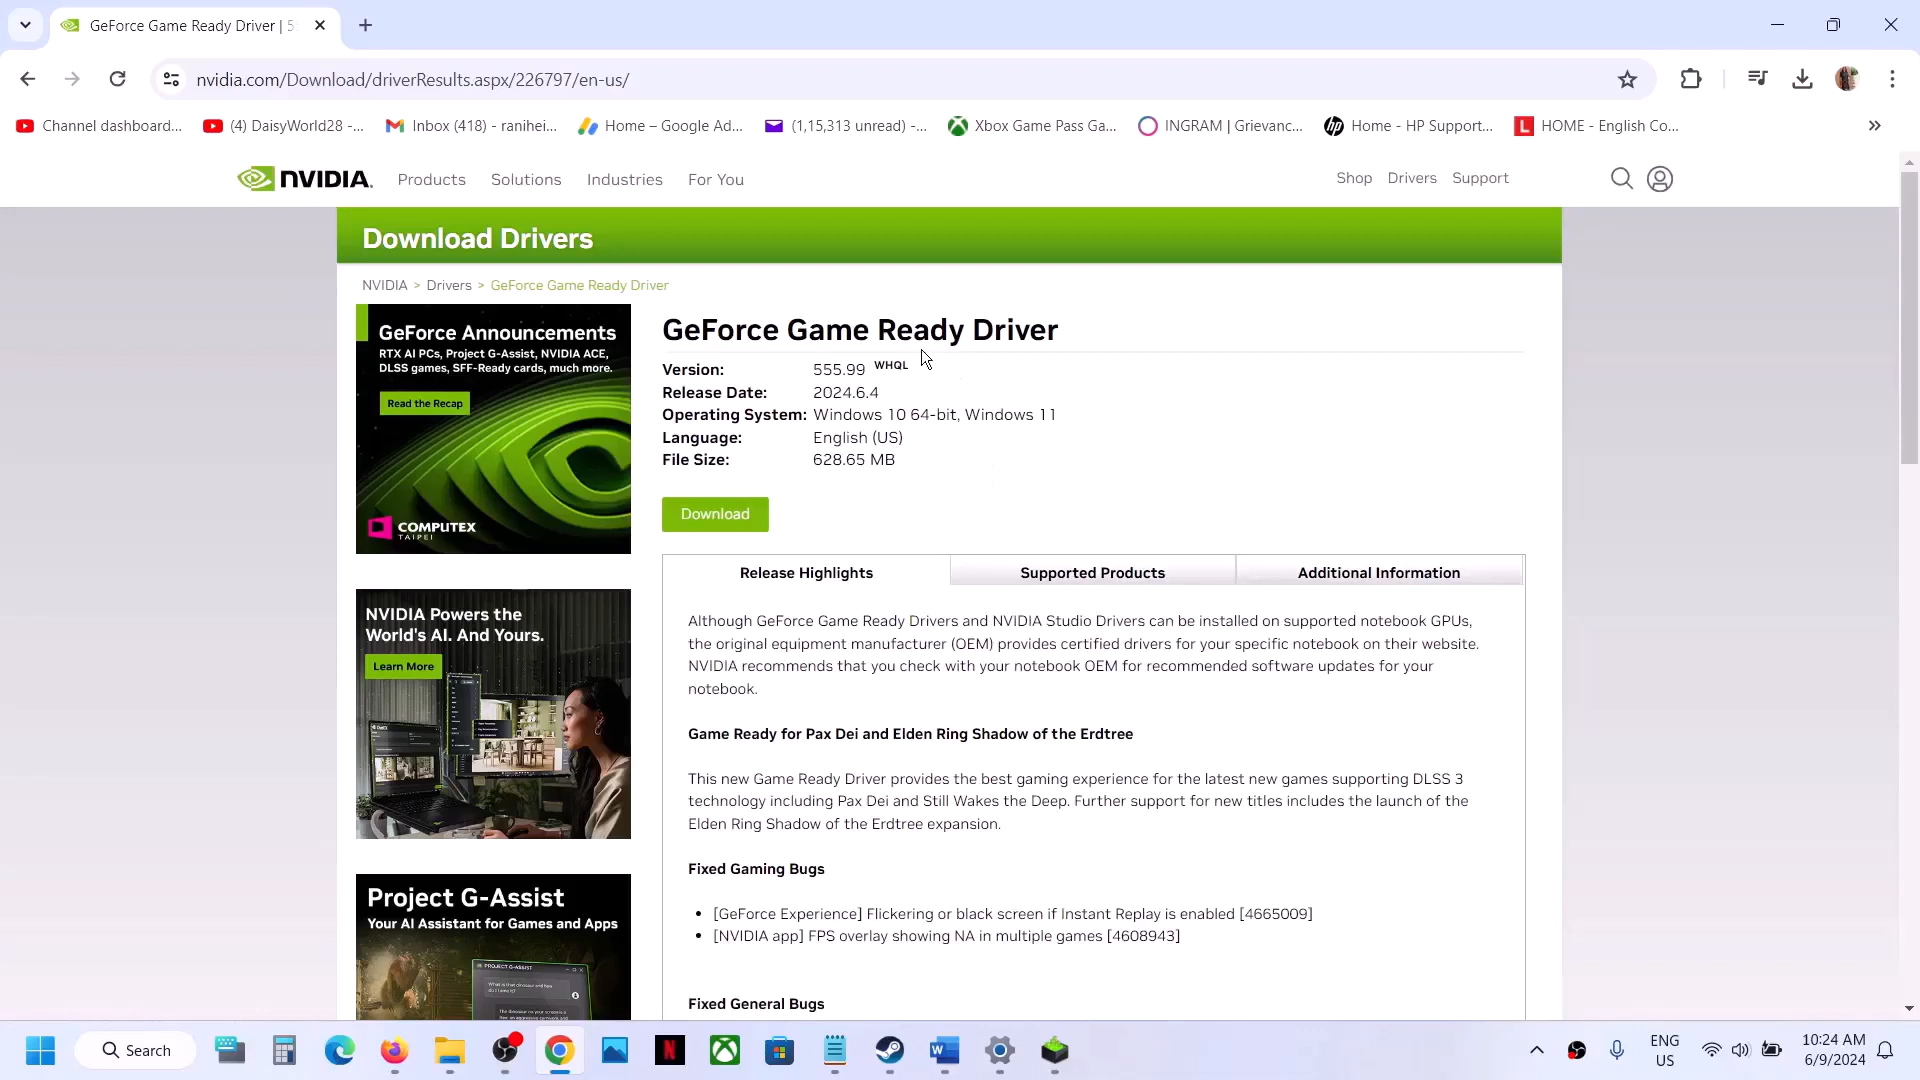 GeForce Game Ready Driver | 5
nvidia.com/Download/driverResults.aspx/226797/en-us/
Channel dashboard...
(4) DaisyWorld28 -...
Inbox (418) - ranihei...
Home – Google Ad...
(1,15,313 unread) -...
Xbox Game Pass Ga...
INGRAM | Grievanc...
Home - HP Support...
HOME - English Co...
NVIDIA.
Products
Solutions
Industries
For You
Shop
Drivers
Support
Download Drivers
NVIDIA > Drivers > GeForce Game Ready Driver
GeForce Announcements
RTX AI PCs, Project G-Assist, NVIDIA ACE,
DLSS games, SFF-Ready cards, much more.
Read the Recap
COMPUTEX
TAIPEI
GeForce Game Ready Driver
Version: 555.99 WHQL
Release Date: 2024.6.4
Operating System: Windows 10 64-bit, Windows 11
Language: English (US)
File Size: 628.65 MB
Download
Release Highlights
Supported Products
Additional Information
Although GeForce Game Ready Drivers and NVIDIA Studio Drivers can be installed on supported notebook GPUs,
the original equipment manufacturer (OEM) provides certified drivers for your specific notebook on their website.
NVIDIA recommends that you check with your notebook OEM for recommended software updates for your
notebook.
Game Ready for Pax Dei and Elden Ring Shadow of the Erdtree
This new Game Ready Driver provides the best gaming experience for the latest new games supporting DLSS 3
technology including Pax Dei and Still Wakes the Deep. Further support for new titles includes the launch of the
Elden Ring Shadow of the Erdtree expansion.
Fixed Gaming Bugs
• [GeForce Experience] Flickering or black screen if Instant Replay is enabled [4665009]
• [NVIDIA app] FPS overlay showing NA in multiple games [4608943]
Fixed General Bugs
NVIDIA Powers the
World's AI. And Yours.
Learn More
Project G-Assist
Your AI Assistant for Games and Apps
PROJECT G-ASSIST
Search
ENG
US
10:24 AM
6/9/2024